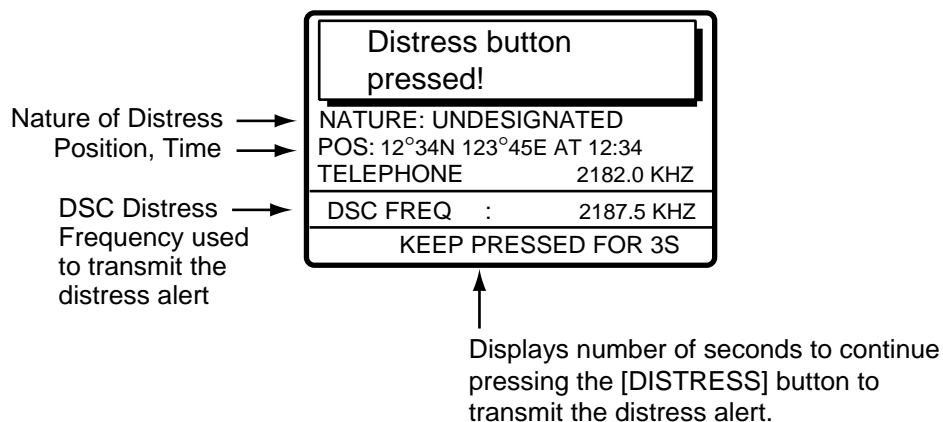 Distress button
pressed!
Nature of Distress
NATURE: UNDESIGNATED
Position, Time
POS: 12°34N 123°45E AT 12:34
TELEPHONE 2182.0 KHZ
DSC Distress
Frequency used
to transmit the
distress alert
DSC FREQ : 2187.5 KHZ
KEEP PRESSED FOR 3S
Displays number of seconds to continue
pressing the [DISTRESS] button to
transmit the distress alert.